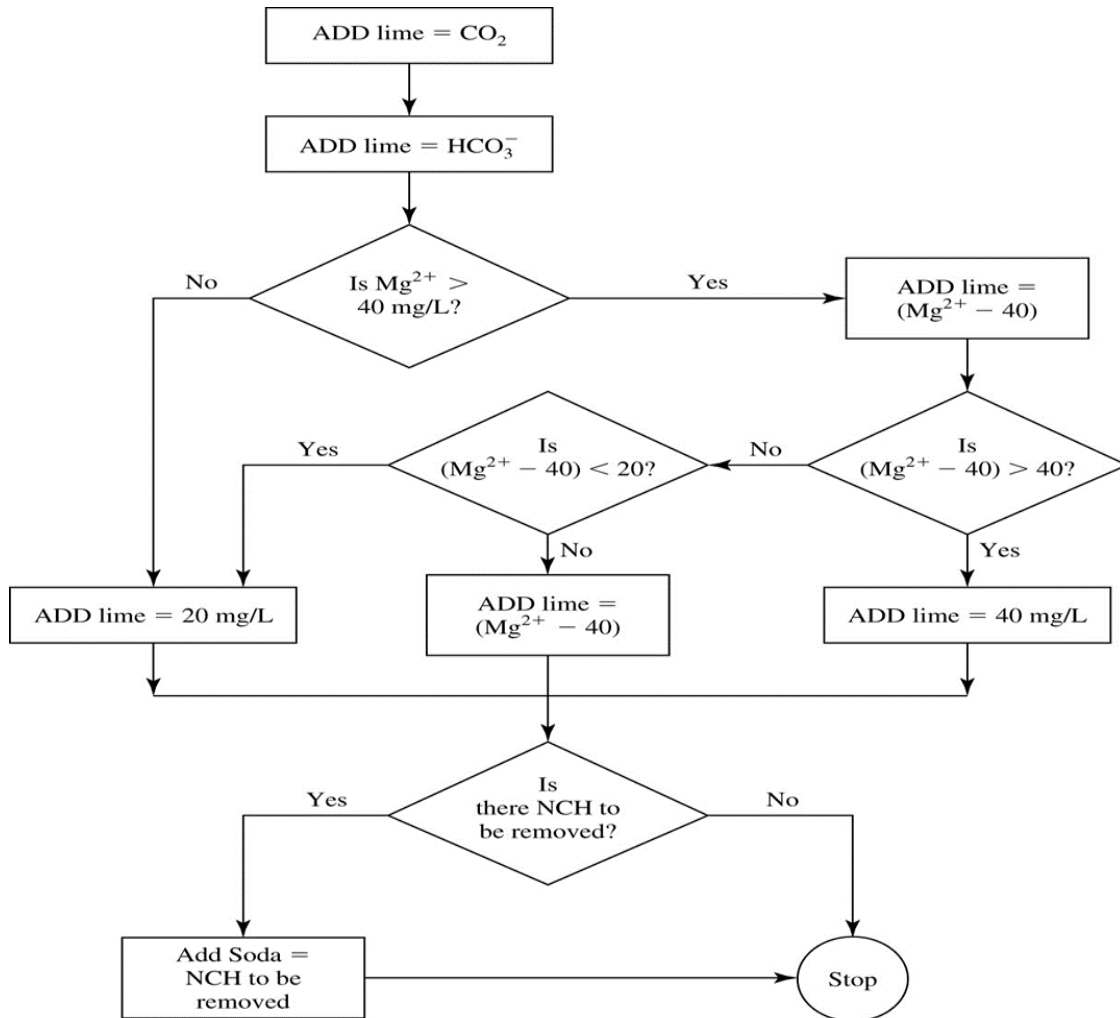 ADD lime = CO₂
ADD lime = HCO₃⁻
No
Is Mg²⁺ >
40 mg/L?
Yes
ADD lime =
(Mg²⁺ − 40)
Yes
Is
(Mg²⁺ − 40) < 20?
No
Is
(Mg²⁺ − 40) > 40?
No
Yes
ADD lime = 20 mg/L
ADD lime =
(Mg²⁺ − 40)
ADD lime = 40 mg/L
Yes
Is
there NCH to
be removed?
No
Add Soda =
NCH to be
removed
Stop